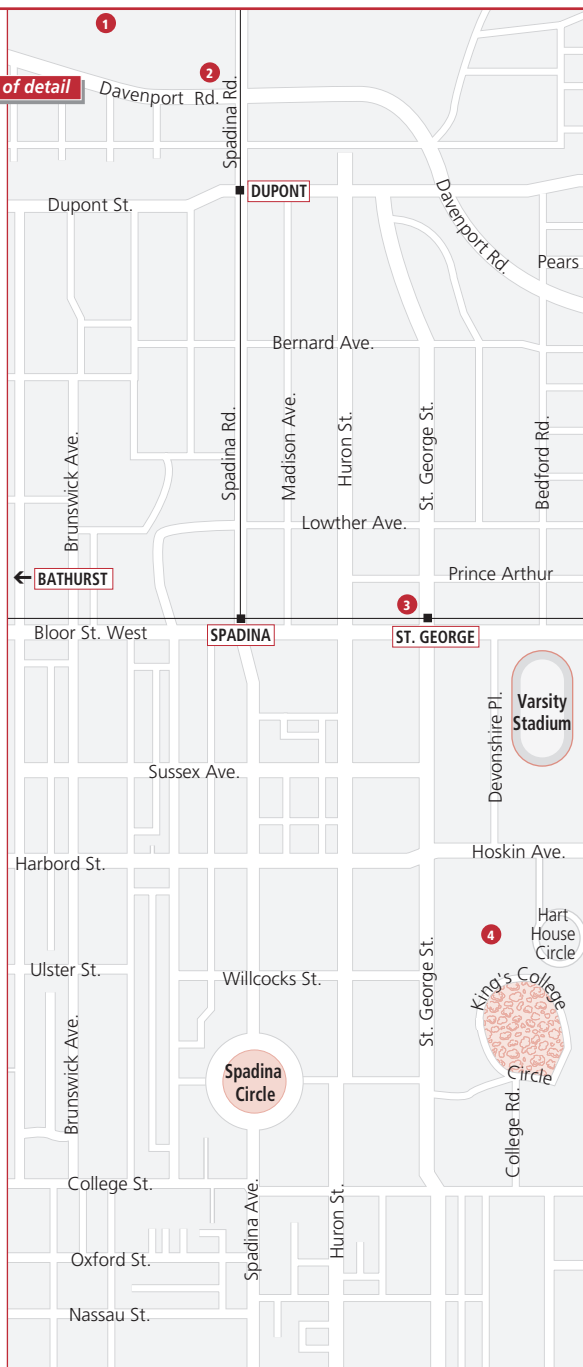 1
2
of detail
Davenport Rd.
Spadina Rd.
DUPONT
Dupont St.
Davenport Rd.
Pears
Bernard Ave.
Brunswick Ave.
Spadina Rd.
Madison Ave.
Huron St.
St. George St.
Bedford Rd.
Lowther Ave.
← BATHURST
Prince Arthur
3
Bloor St. West
SPADINA
ST. GEORGE
Varsity
Stadium
Devonshire Pl.
Sussex Ave.
Harbord St.
Hoskin Ave.
4
Hart
House
Circle
St. George St.
Ulster St.
Willcocks St.
King's College
Circle
Brunswick Ave.
Spadina
Circle
College Rd.
College St.
Spadina Ave.
Huron St.
Oxford St.
Nassau St.